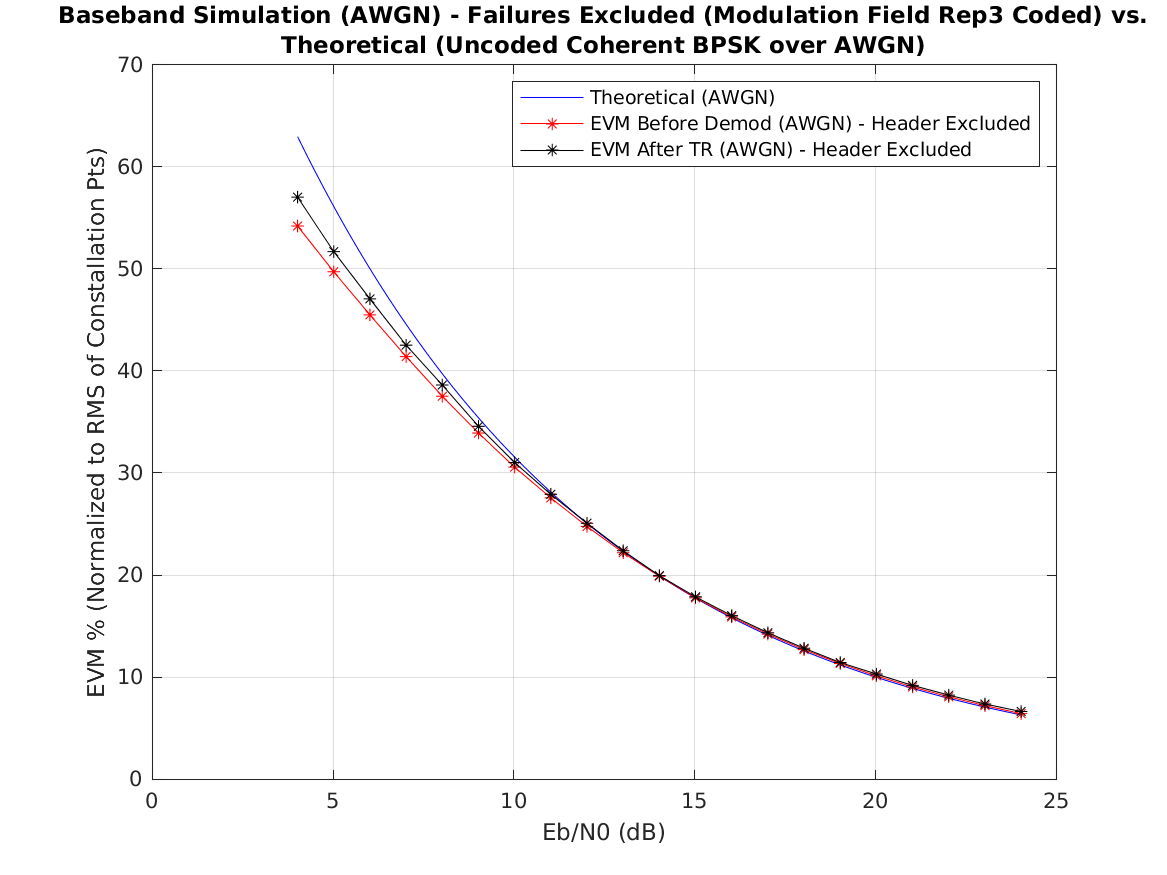 Baseband Simulation (AWGN) - Failures Excluded (Modulation Field Rep3 Coded) vs.
Theoretical (Uncoded Coherent BPSK over AWGN)
Theoretical (AWGN)
EVM Before Demod (AWGN) - Header Excluded
EVM After TR (AWGN) - Header Excluded
EVM % (Normalized to RMS of Constallation Pts)
70
60
50
40
30
20
10
0
0 5 10 15 20 25
Eb/N0 (dB)